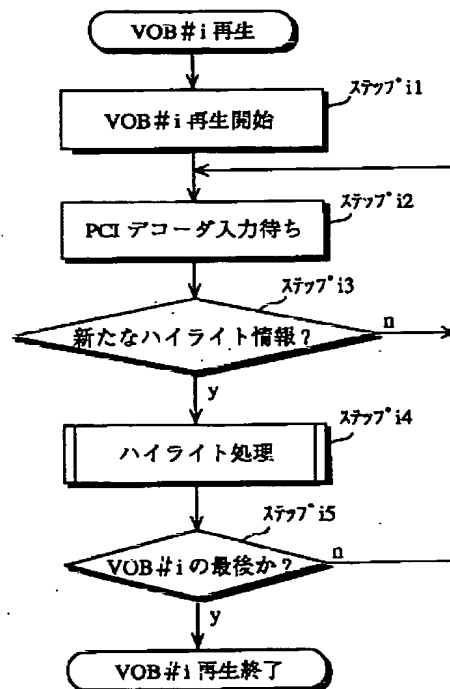 VOB#i 再生
ステップi1
VOB#i 再生開始
ステップi2
PCI デコーダ入力待ち
ステップi3
新たなハイライト情報?
n
y
ステップi4
ハイライト処理
ステップi5
VOB#i の最後か?
n
y
VOB#i 再生終了